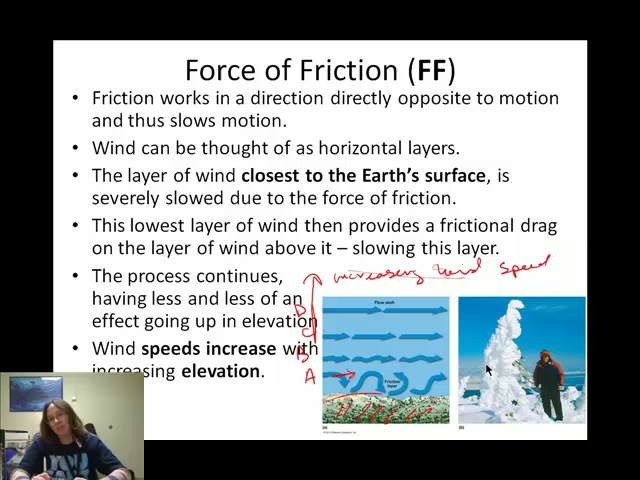 Force of Friction (FF)
• Friction works in a direction directly opposite to motion
and thus slows motion.
• Wind can be thought of as horizontal layers.
• The layer of wind closest to the Earth's surface, is
severely slowed due to the force of friction.
• This lowest layer of wind then provides a frictional drag
on the layer of wind above it – slowing this layer.
• The process continues,
having less and less of an
effect going up in elevation
• Wind speeds increase with
increasing elevation.
increasing wind speed
D
C
B
A
Flow aloft
Friction
layer
(a)
(b)